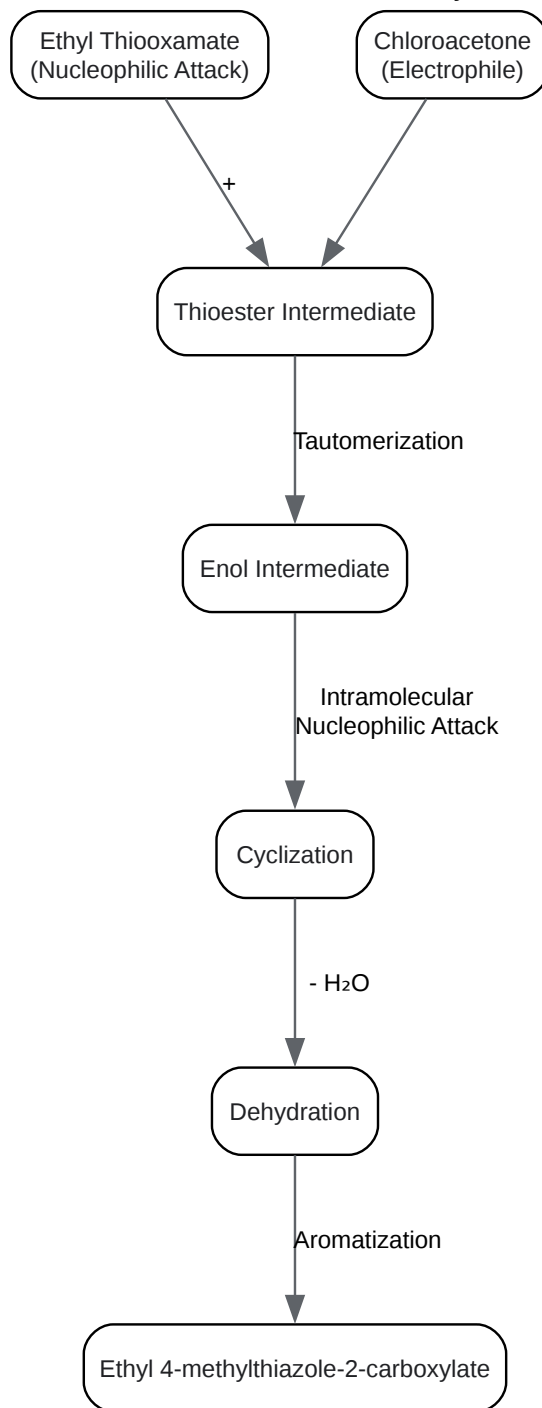 Ethyl Thiooxamate
(Nucleophilic Attack)
Chloroacetone
(Electrophile)
+
Thioester Intermediate
Tautomerization
Enol Intermediate
Intramolecular
Nucleophilic Attack
Cyclization
- H₂O
Dehydration
Aromatization
Ethyl 4-methylthiazole-2-carboxylate